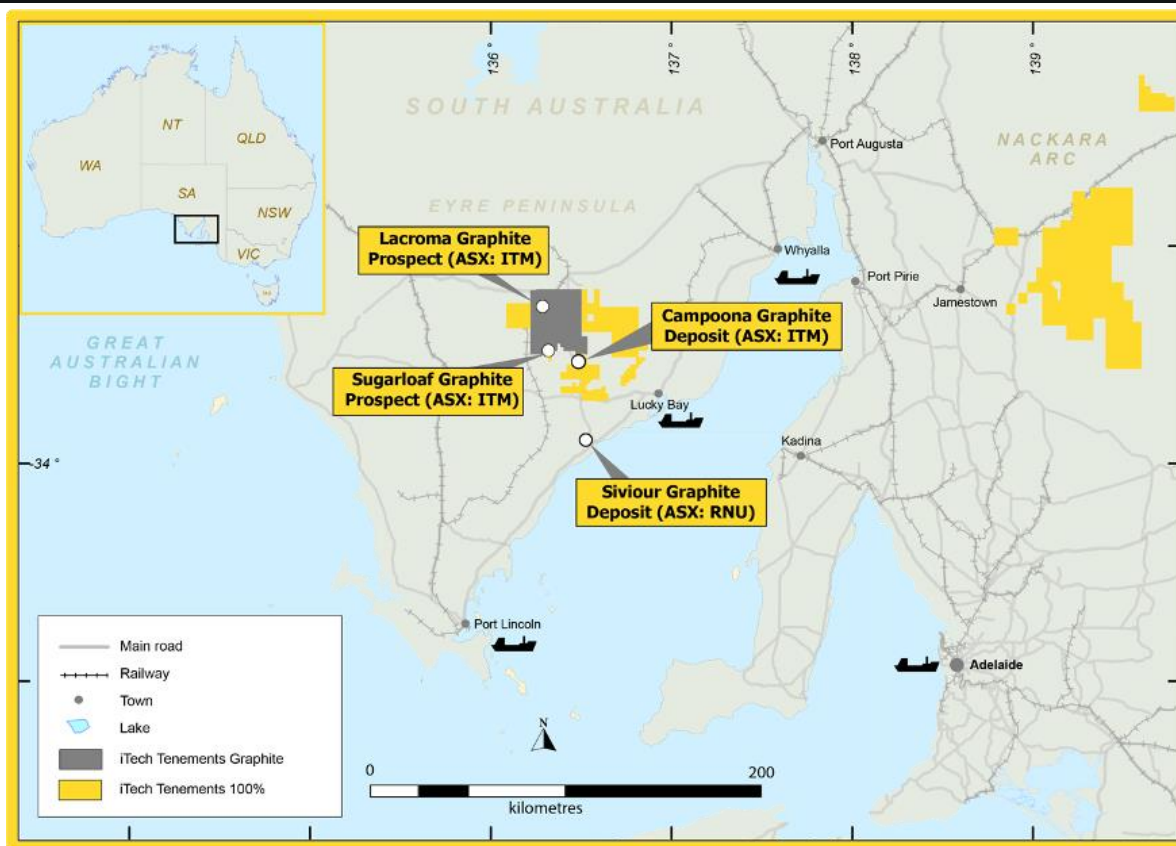 136 °
137 °
138 °
139 °
SOUTH AUSTRALIA
NT
QLD
WA
SA
NSW
VIC
NACKARA
ARC
Port Augusta
EYRE PENINSULA
Lacroma Graphite
Prospect (ASX: ITM)
Whyalla
Port Pirie
Jamestown
Campoona Graphite
Deposit (ASX: ITM)
GREAT
AUSTRALIAN
BIGHT
Sugarloaf Graphite
Prospect (ASX: ITM)
Lucky Bay
Kadina
-34 °
Siviour Graphite
Deposit (ASX: RNU)
Port Lincoln
Adelaide
Main road
Railway
Town
Lake
iTech Tenements Graphite
iTech Tenements 100%
N
0
200
kilometres